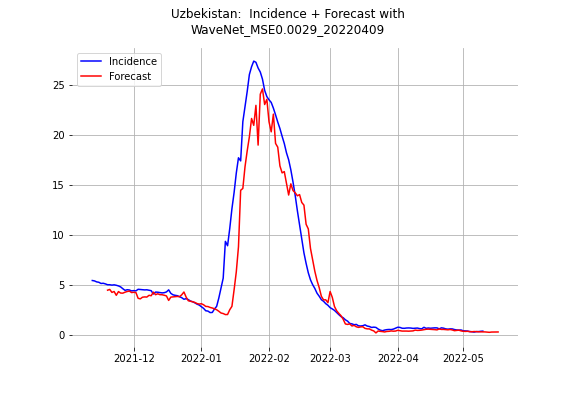 Uzbekistan:  Incidence + Forecast with
WaveNet_MSE0.0029_20220409
Incidence
Forecast
25
20
15
10
5
0
2021-12 2022-01 2022-02 2022-03 2022-04 2022-05